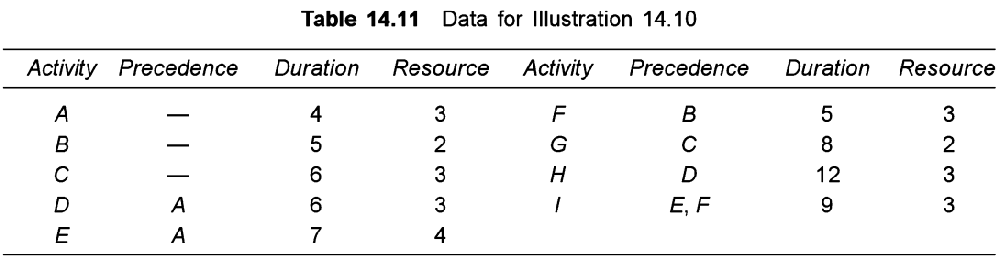 Table 14.11 Data for Illustration 14.10
Activity Precedence Duration Resource Activity Precedence Duration Resource
A — 4 3 F B 5 3
B — 5 2 G C 8 2
C — 6 3 H D 12 3
D A 6 3 I E, F 9 3
E A 7 4